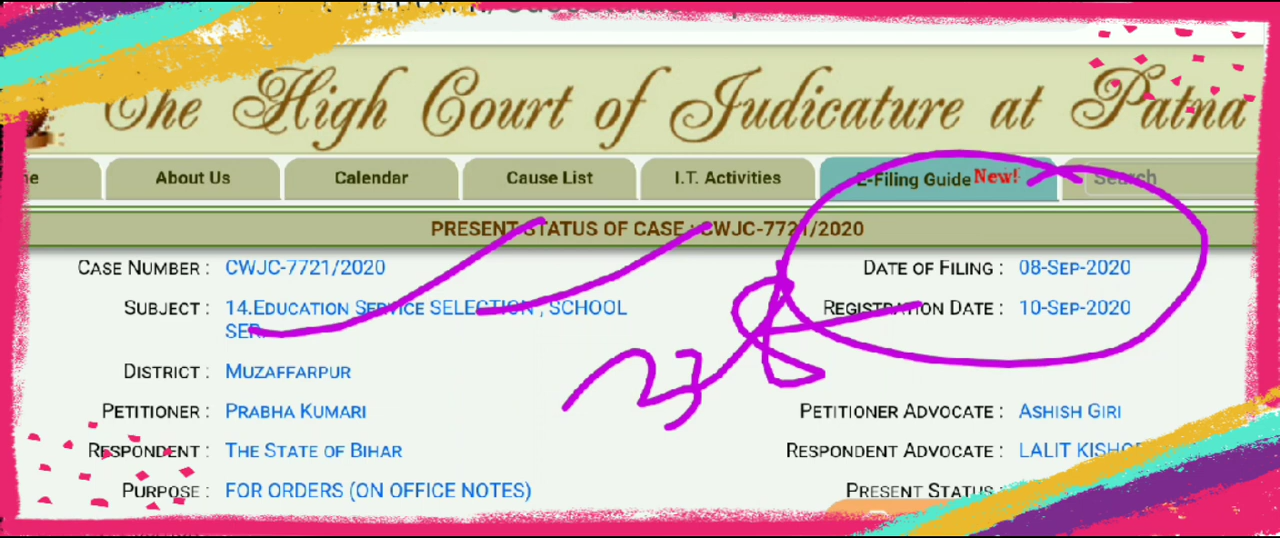 The High Court of Judicature at Patna
About Us Calendar Cause List I.T. Activities E-Filing Guide New! Search
PRESENT STATUS OF CASE : CWJC-7721/2020
CASE NUMBER : CWJC-7721/2020 DATE OF FILING : 08-SEP-2020
SUBJECT : 14.EDUCATION SERVICE SELECTION , SCHOOL REGISTRATION DATE : 10-SEP-2020
SER
DISTRICT : MUZAFFARPUR
PETITIONER : PRABHA KUMARI PETITIONER ADVOCATE : ASHISH GIRI
RESPONDENT : THE STATE OF BIHAR RESPONDENT ADVOCATE : LALIT
PURPOSE : FOR ORDERS (ON OFFICE NOTES) PRESENT STATUS :